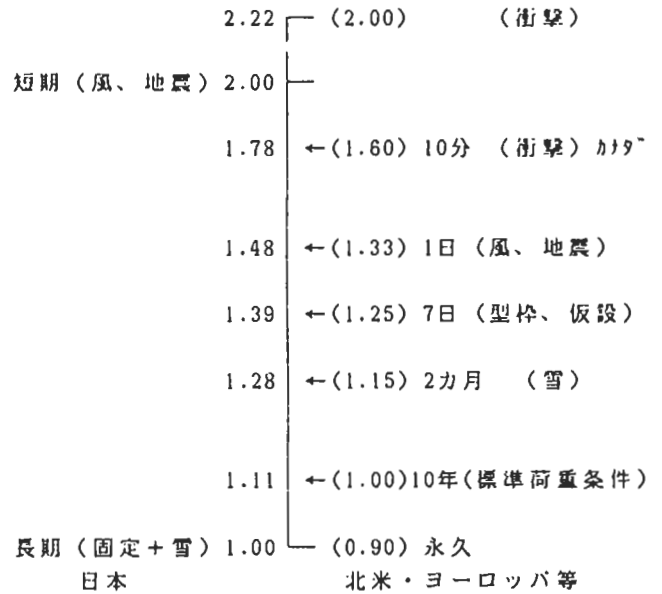 2.22 (2.00) (衝撃)
短期(風、地震) 2.00
1.78 ←(1.60) 10分 (衝撃) ｶﾅﾀﾞ
1.48 ←(1.33) 1日 (風、地震)
1.39 ←(1.25) 7日 (型枠、仮設)
1.28 ←(1.15) 2カ月 (雪)
1.11 ←(1.00)10年(標準荷重条件)
長期(固定+雪) 1.00 (0.90) 永久
日本 北米・ヨーロッパ等